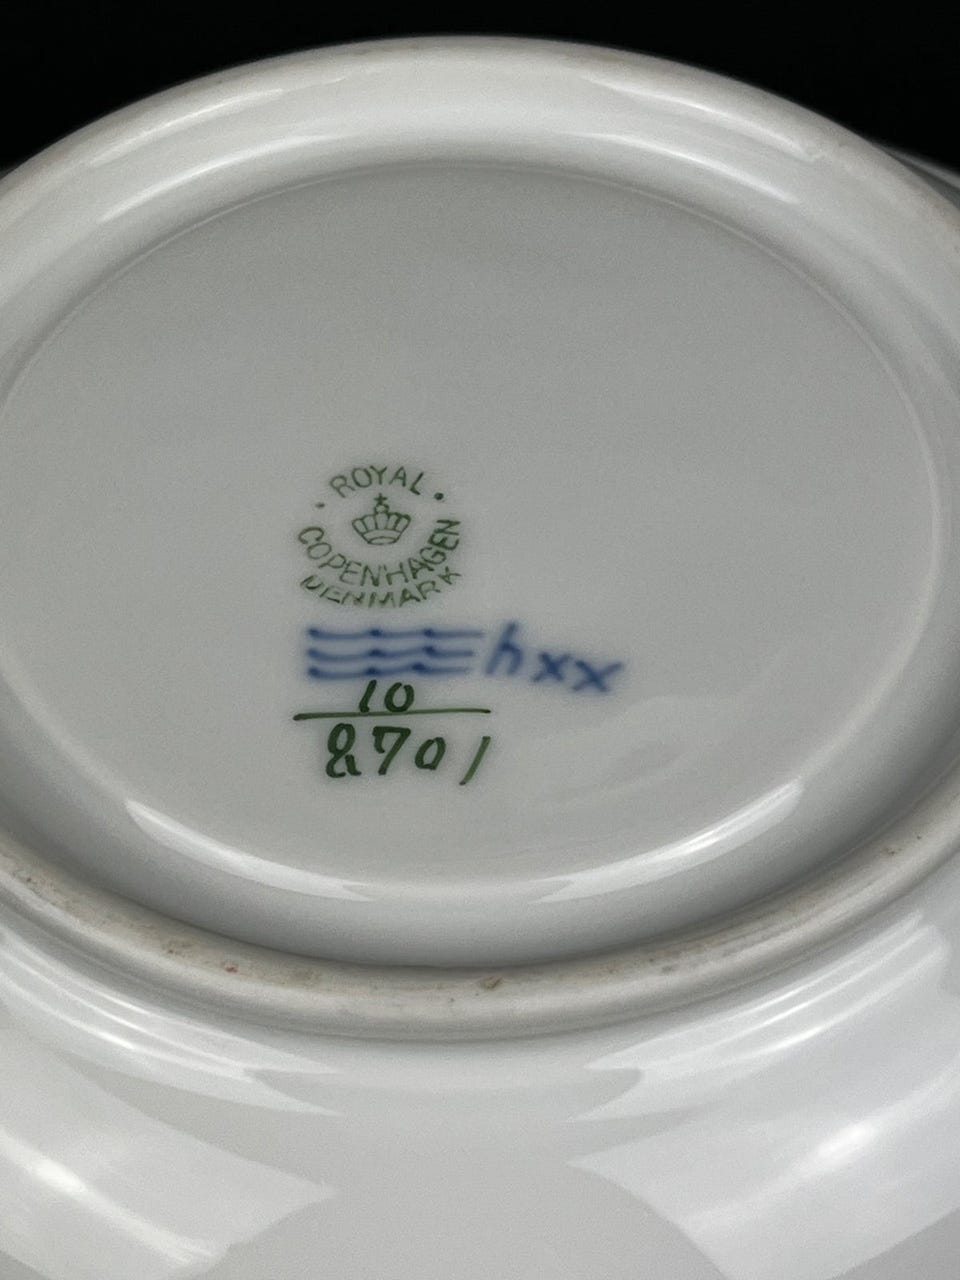 ROYAL
COPENHAGEN
DENMARK
hxx
10
8701